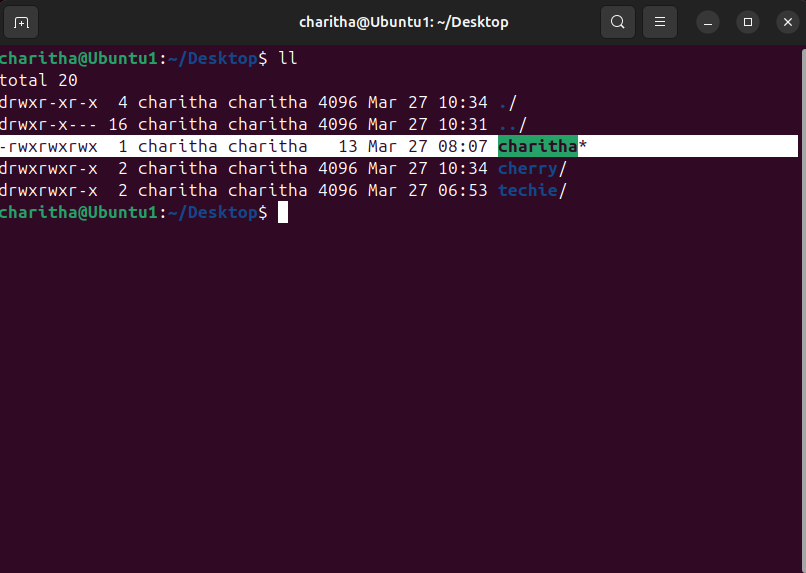 charitha@Ubuntu1: ~/Desktop
charitha@Ubuntu1:~/Desktop$ ll
total 20
drwxr-xr-x  4 charitha charitha 4096 Mar 27 10:34 ./
drwxr-x--- 16 charitha charitha 4096 Mar 27 10:31 ../
-rwxrwxrwx  1 charitha charitha   13 Mar 27 08:07 charitha*
drwxrwxr-x  2 charitha charitha 4096 Mar 27 10:34 cherry/
drwxrwxr-x  2 charitha charitha 4096 Mar 27 06:53 techie/
charitha@Ubuntu1:~/Desktop$